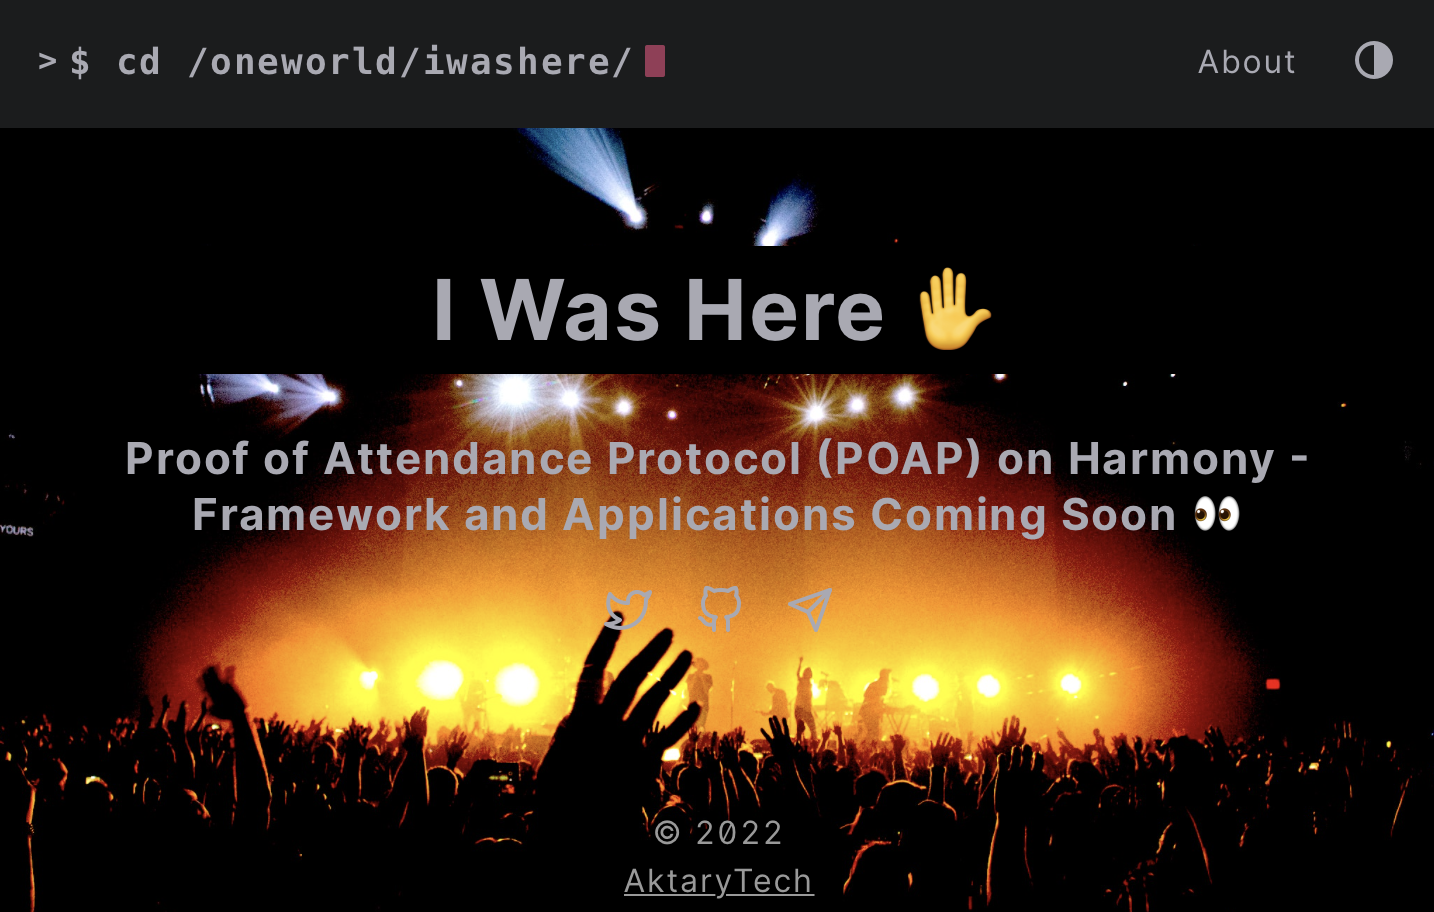 > $ cd /oneworld/iwashere/
About
I Was Here ✋
Proof of Attendance Protocol (POAP) on Harmony -
Framework and Applications Coming Soon 👀
YOURS
© 2022
AktaryTech